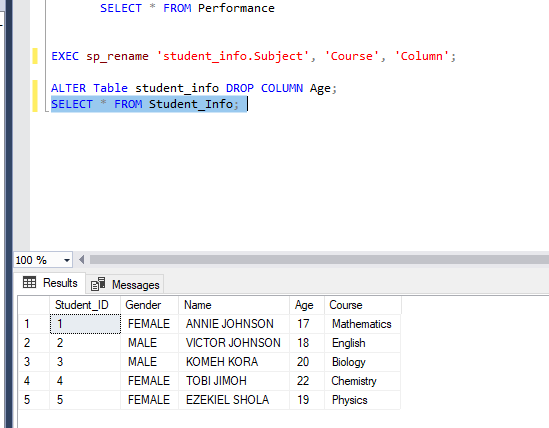 SELECT * FROM Performance
EXEC sp_rename 'student_info.Subject', 'Course', 'Column';
ALTER Table student_info DROP COLUMN Age;
SELECT * FROM Student_Info;
100 %
Results Messages
Student_ID Gender Name Age Course
1 1 FEMALE ANNIE JOHNSON 17 Mathematics
2 2 MALE VICTOR JOHNSON 18 English
3 3 MALE KOMEH KORA 20 Biology
4 4 FEMALE TOBI JIMOH 22 Chemistry
5 5 FEMALE EZEKIEL SHOLA 19 Physics